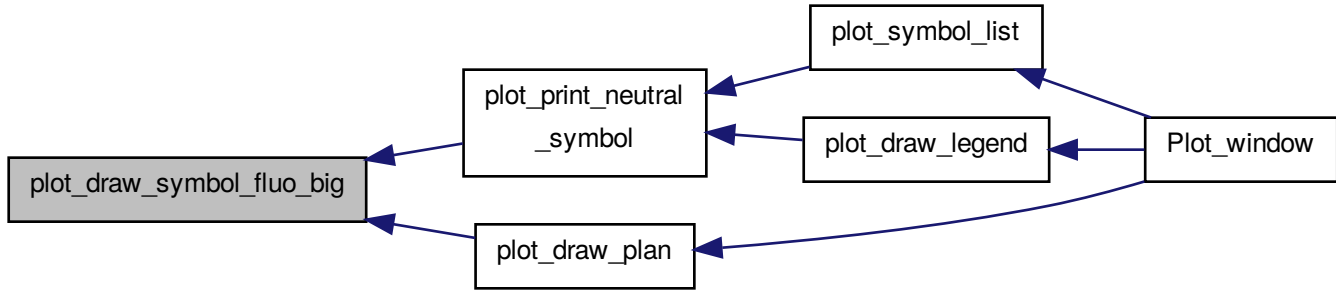 plot_draw_symbol_fluo_big
plot_print_neutral
_symbol
plot_draw_plan
plot_symbol_list
plot_draw_legend
Plot_window